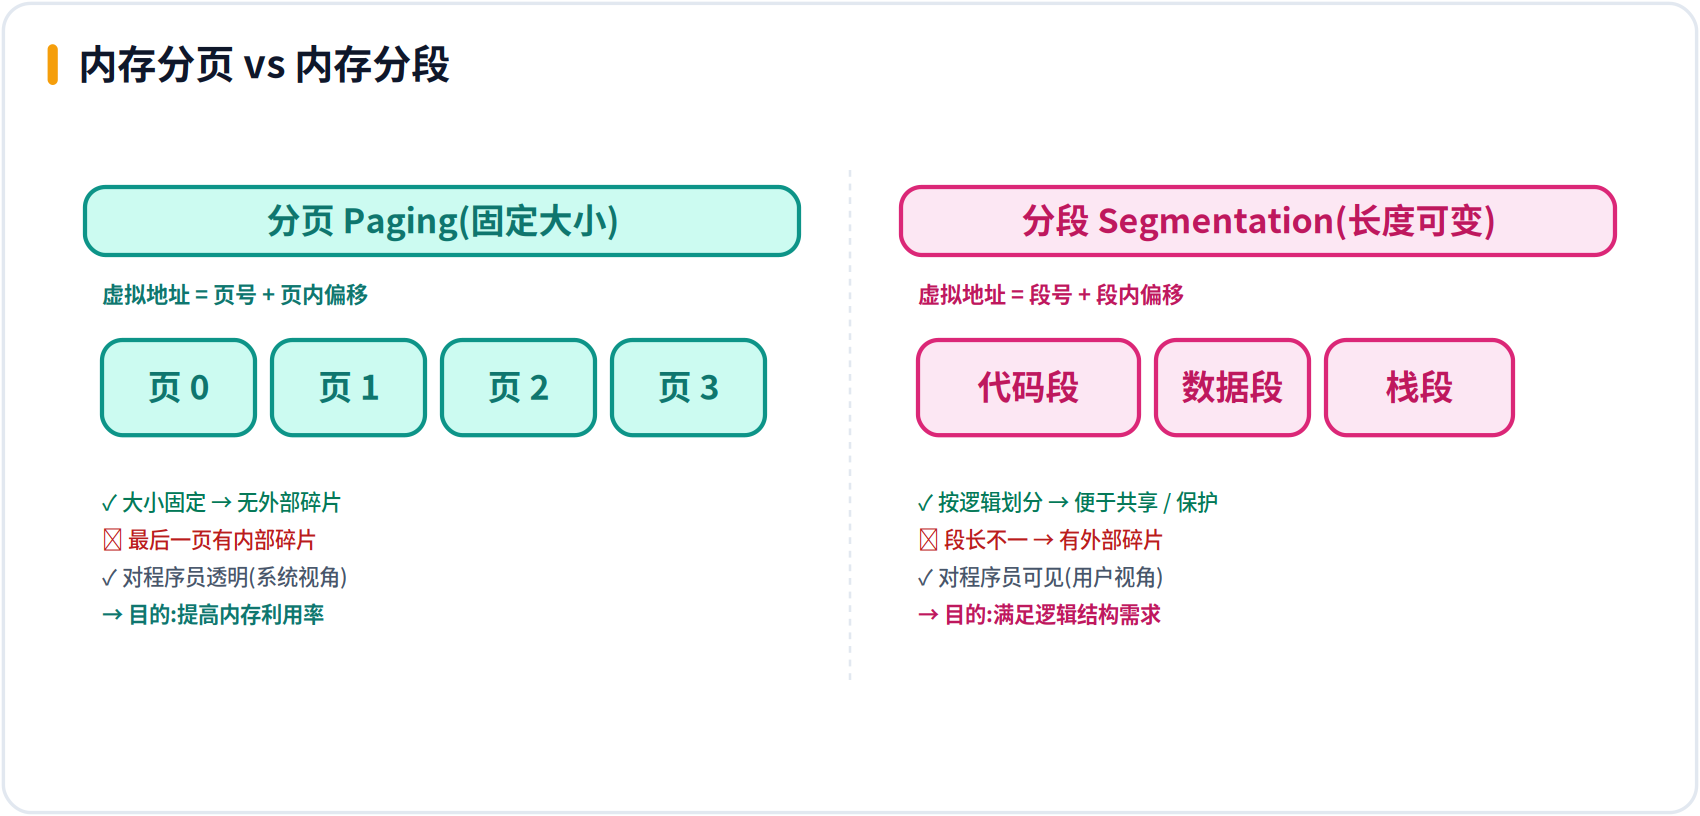 内存分页 vs 内存分段
分页 Paging(固定大小)
虚拟地址 = 页号 + 页内偏移
页 0
页 1
页 2
页 3
✓ 大小固定 → 无外部碎片
最后一页有内部碎片
✓ 对程序员透明(系统视角)
→ 目的:提高内存利用率
分段 Segmentation(长度可变)
虚拟地址 = 段号 + 段内偏移
代码段
数据段
栈段
✓ 按逻辑划分 → 便于共享 / 保护
段长不一 → 有外部碎片
✓ 对程序员可见(用户视角)
→ 目的:满足逻辑结构需求